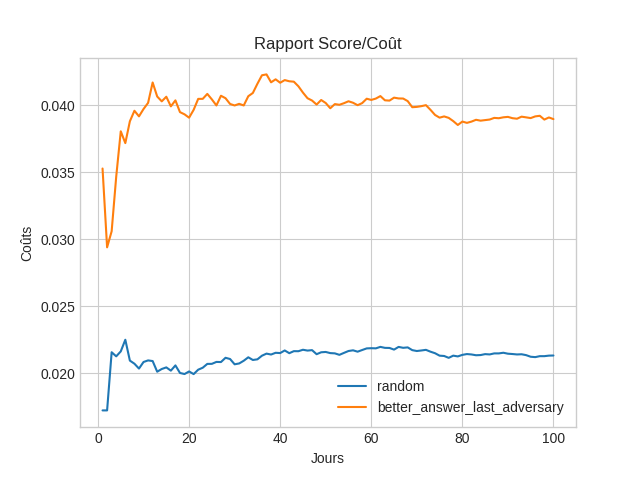 Rapport Score/Coût
0.040
0.035
0.030
0.025
0.020
Coûts
random
better_answer_last_adversary
0 20 40 60 80 100
Jours